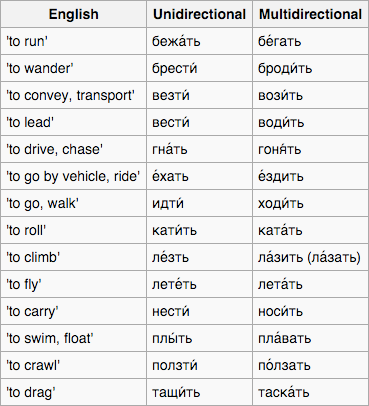 English Unidirectional Multidirectional
'to run' бежа́ть бе́гать
'to wander' брести́ броди́ть
'to convey, transport' везти́ вози́ть
'to lead' вести́ води́ть
'to drive, chase' гна́ть гоня́ть
'to go by vehicle, ride' е́хать е́здить
'to go, walk' идти́ ходи́ть
'to roll' кати́ть ката́ть
'to climb' ле́зть ла́зить (ла́зать)
'to fly' лете́ть лета́ть
'to carry' нести́ носи́ть
'to swim, float' плы́ть пла́вать
'to crawl' ползти́ по́лзать
'to drag' тащи́ть таска́ть